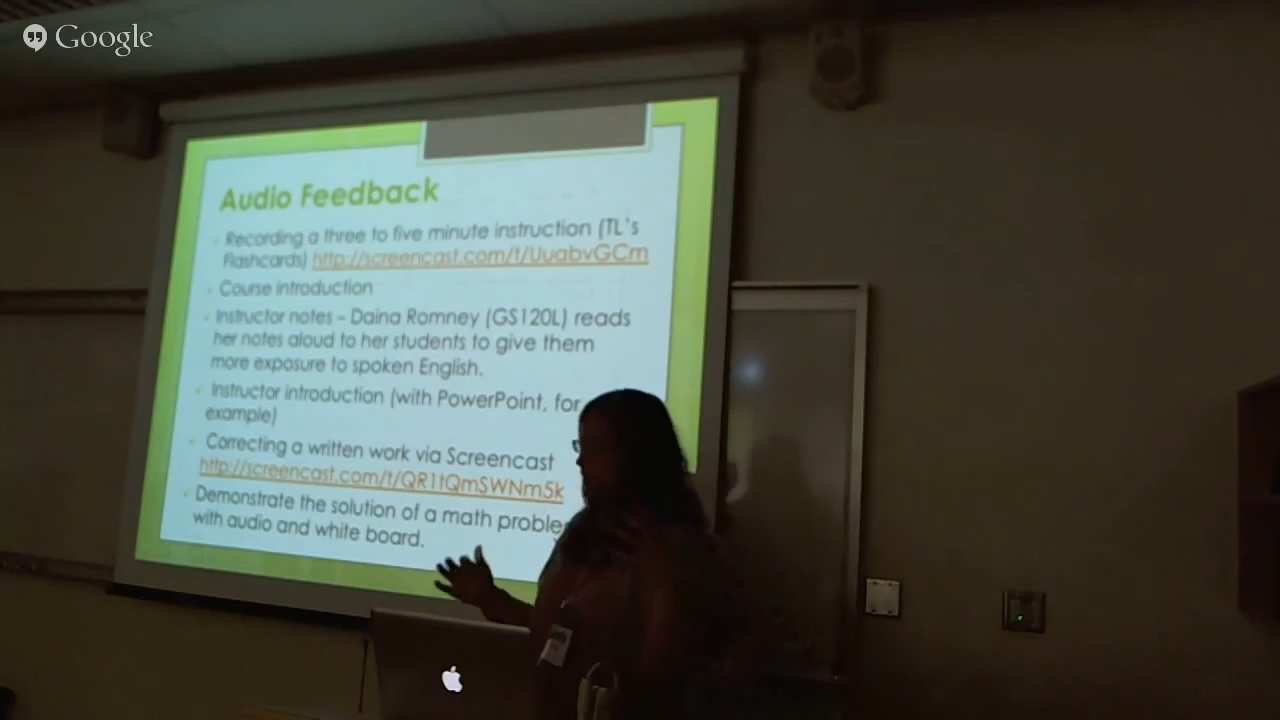 Google
Audio Feedback
Recording a three to five minute instruction (TL's
Flashcards) http://screencast.com/t/UuabvGCm
Course introduction
Instructor notes – Daina Romney (GS120L) reads
her notes aloud to her students to give them
more exposure to spoken English.
Instructor introduction (with PowerPoint, for
example)
Correcting a written work via Screencast
http://screencast.com/t/QR1tQmSWNm5k
Demonstrate the solution of a math proble
with audio and white board.